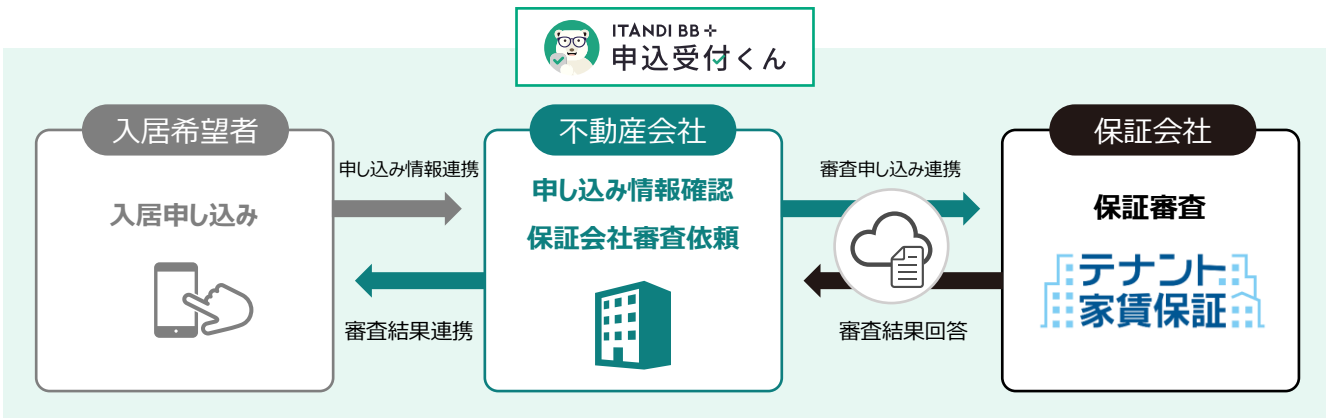 ITANDI BB +
申込受付くん
入居希望者
入居申し込み
申し込み情報連携
審査結果連携
不動産会社
申し込み情報確認
保証会社審査依頼
審査申し込み連携
審査結果回答
保証会社
保証審査
テナント
家賃保証